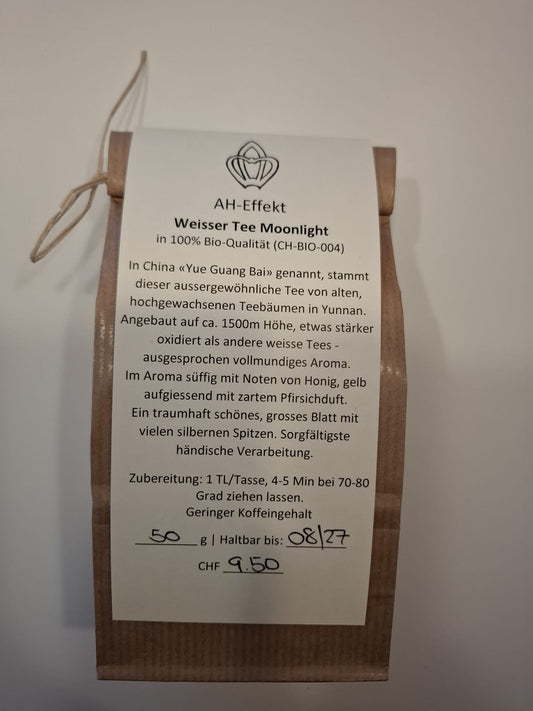 AH-Effekt
Weisser Tee Moonlight
in 100% Bio-Qualität (CH-BIO-004)
In China «Yue Guang Bai» genannt, stammt
dieser aussergewöhnliche Tee von alten,
hochgewachsenen Teebäumen in Yunnan.
Angebaut auf ca. 1500m Höhe, etwas stärker
oxidiert als andere weisse Tees -
ausgesprochen vollmundiges Aroma.
Im Aroma süffig mit Noten von Honig, gelb
aufgiessend mit zartem Pfirsichduft.
Ein traumhaft schönes, grosses Blatt mit
vielen silbernen Spitzen. Sorgfältigste
händische Verarbeitung.
Zubereitung: 1 TL/Tasse, 4-5 Min bei 70-80
Grad ziehen lassen.
Geringer Koffeingehalt
50 g | Haltbar bis: 08/27
CHF 9.50